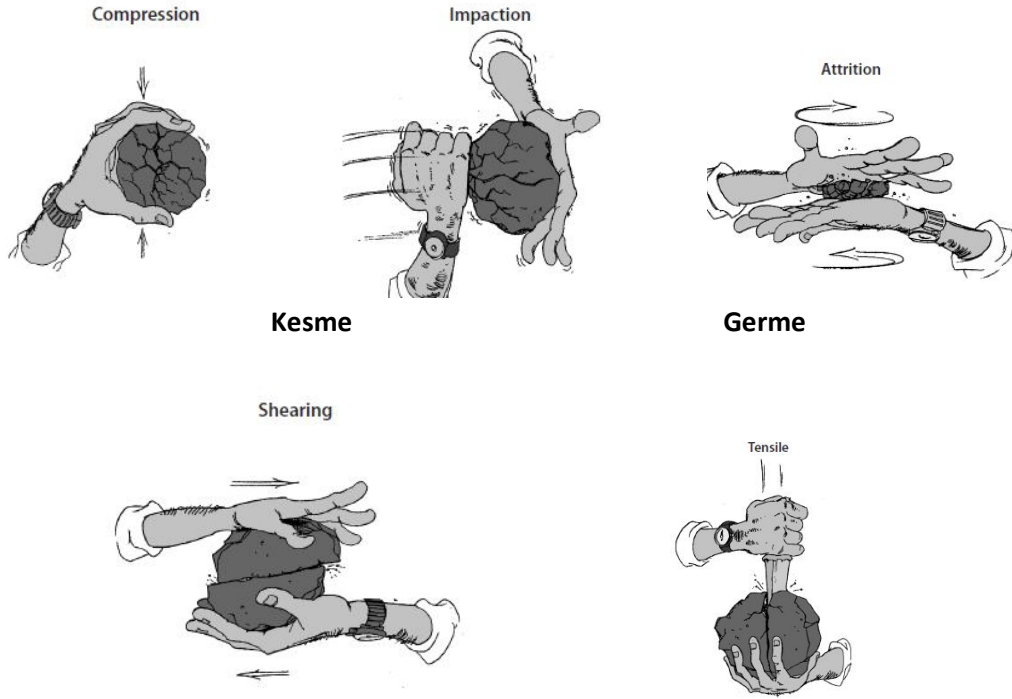 Compression
Impaction
Attrition
Kesme
Germe
Shearing
Tensile